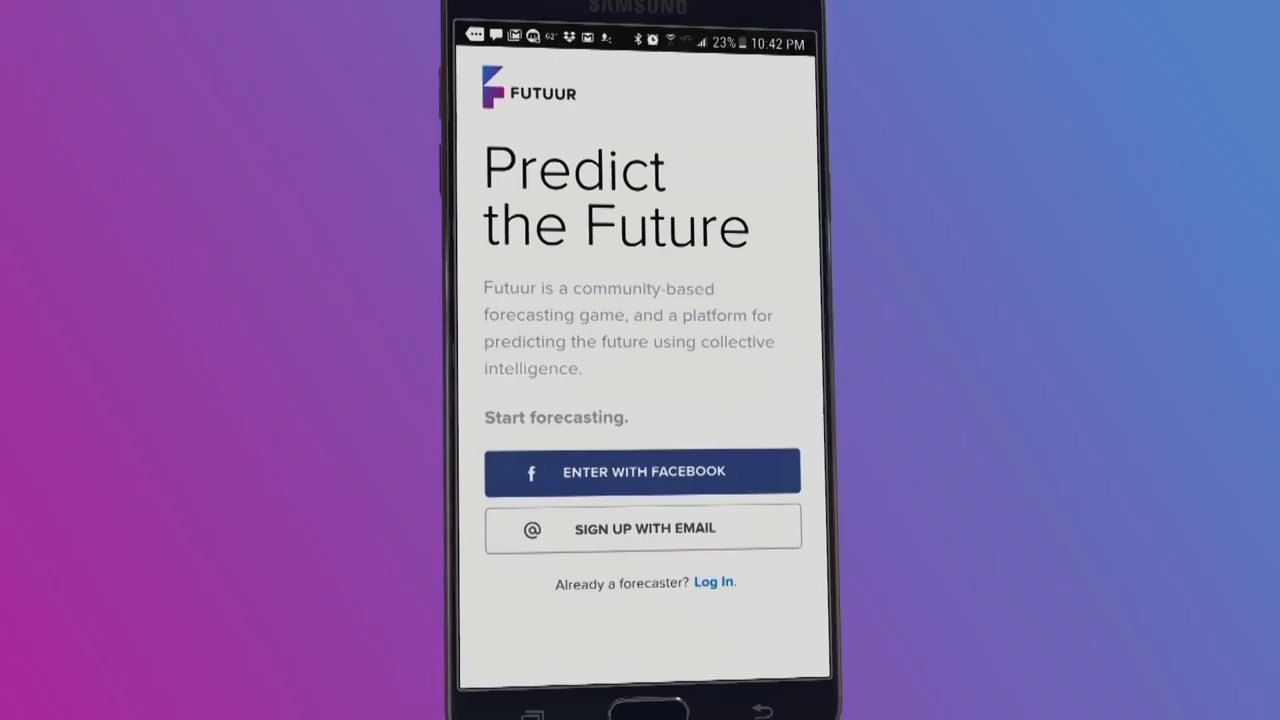 SAMSUNG
62°
23% 10:42 PM
FUTUUR
Predict
the Future
Futuur is a community-based
forecasting game, and a platform for
predicting the future using collective
intelligence.
Start forecasting.
f ENTER WITH FACEBOOK
@ SIGN UP WITH EMAIL
Already a forecaster? Log In.